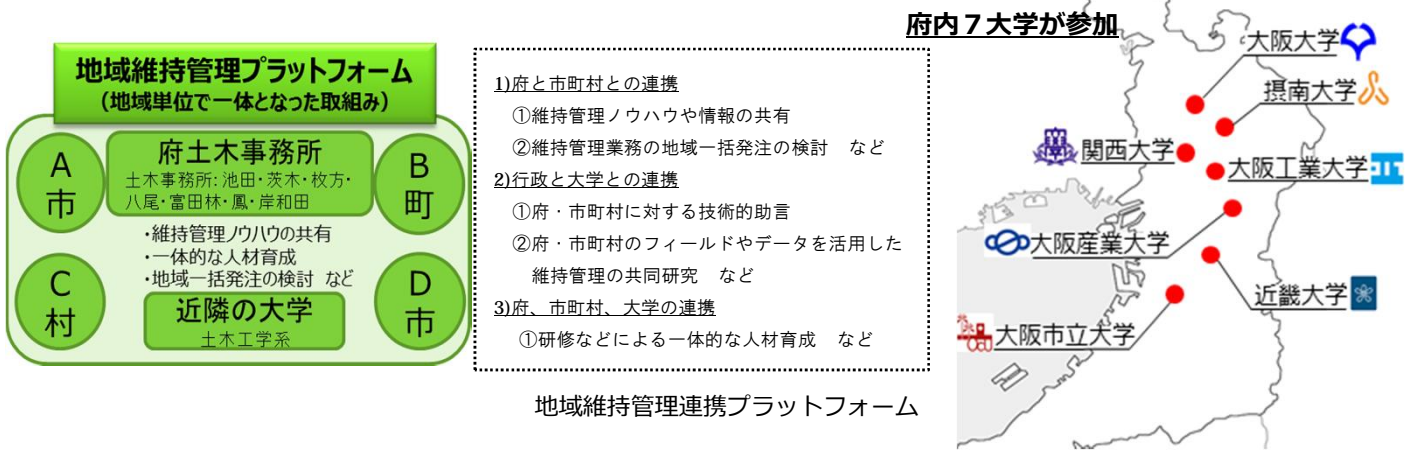 地域維持管理プラットフォーム
（地域単位で一体となった取組み）
A
市
府土木事務所
土木事務所:池田・茨木・枚方・
八尾・富田林・鳳・岸和田
B
町
・維持管理ノウハウの共有
・一体的な人材育成
・地域一括発注の検討 など
C
村
近隣の大学
土木工学系
D
市
1)府と市町村との連携
①維持管理ノウハウや情報の共有
②維持管理業務の地域一括発注の検討 など
2)行政と大学との連携
①府・市町村に対する技術的助言
②府・市町村のフィールドやデータを活用した
維持管理の共同研究 など
3)府、市町村、大学の連携
①研修などによる一体的な人材育成 など
地域維持管理連携プラットフォーム
府内７大学が参加
大阪大学
摂南大学
関西大学
大阪工業大学
大阪産業大学
近畿大学
大阪市立大学